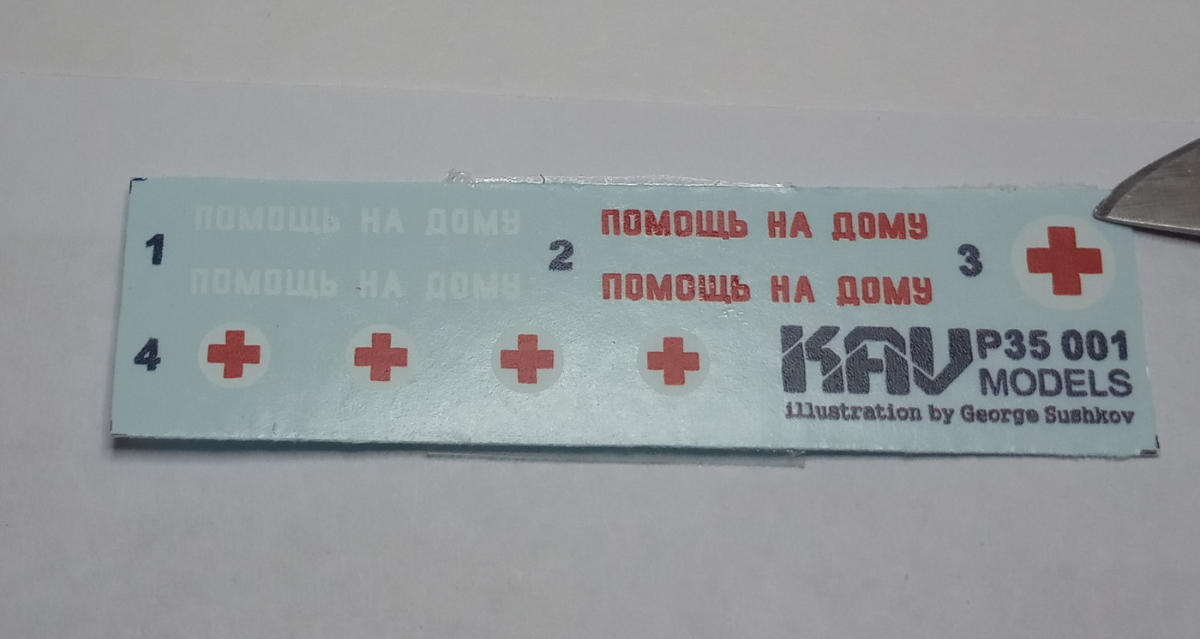 1
ПОМОЩЬ НА ДОМУ
ПОМОЩЬ НА ДОМУ
2
ПОМОЩЬ НА ДОМУ
ПОМОЩЬ НА ДОМУ
3
4
KAV P35 001
MODELS
illustration by George Sushkov